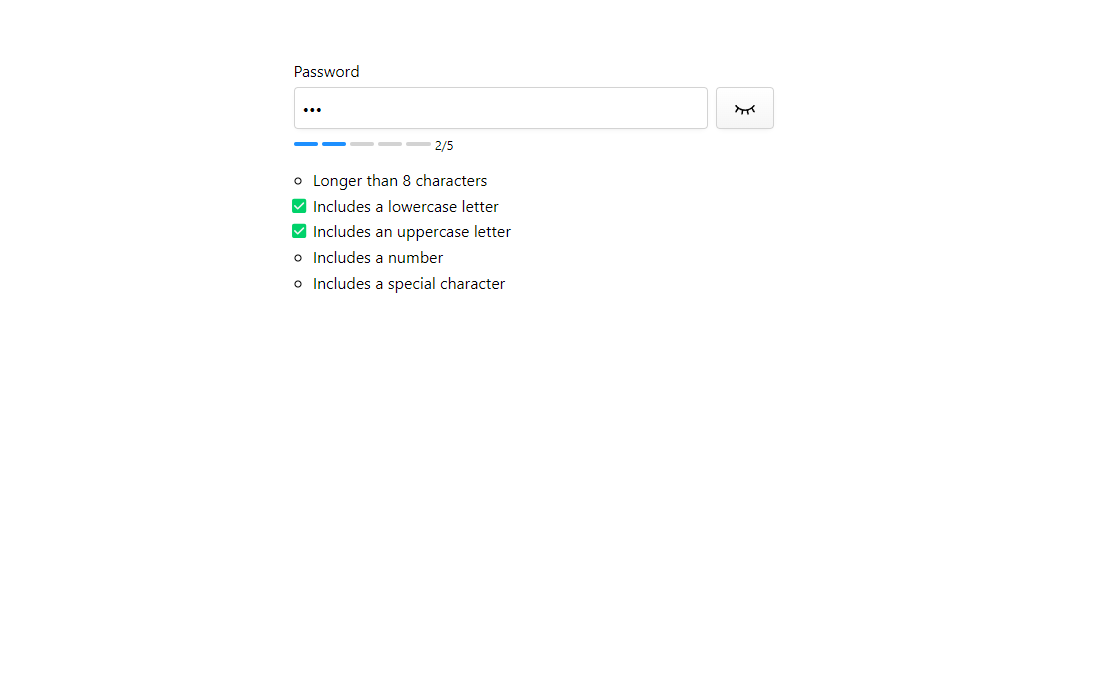 Password
•••
2/5
Longer than 8 characters
Includes a lowercase letter
Includes an uppercase letter
Includes a number
Includes a special character